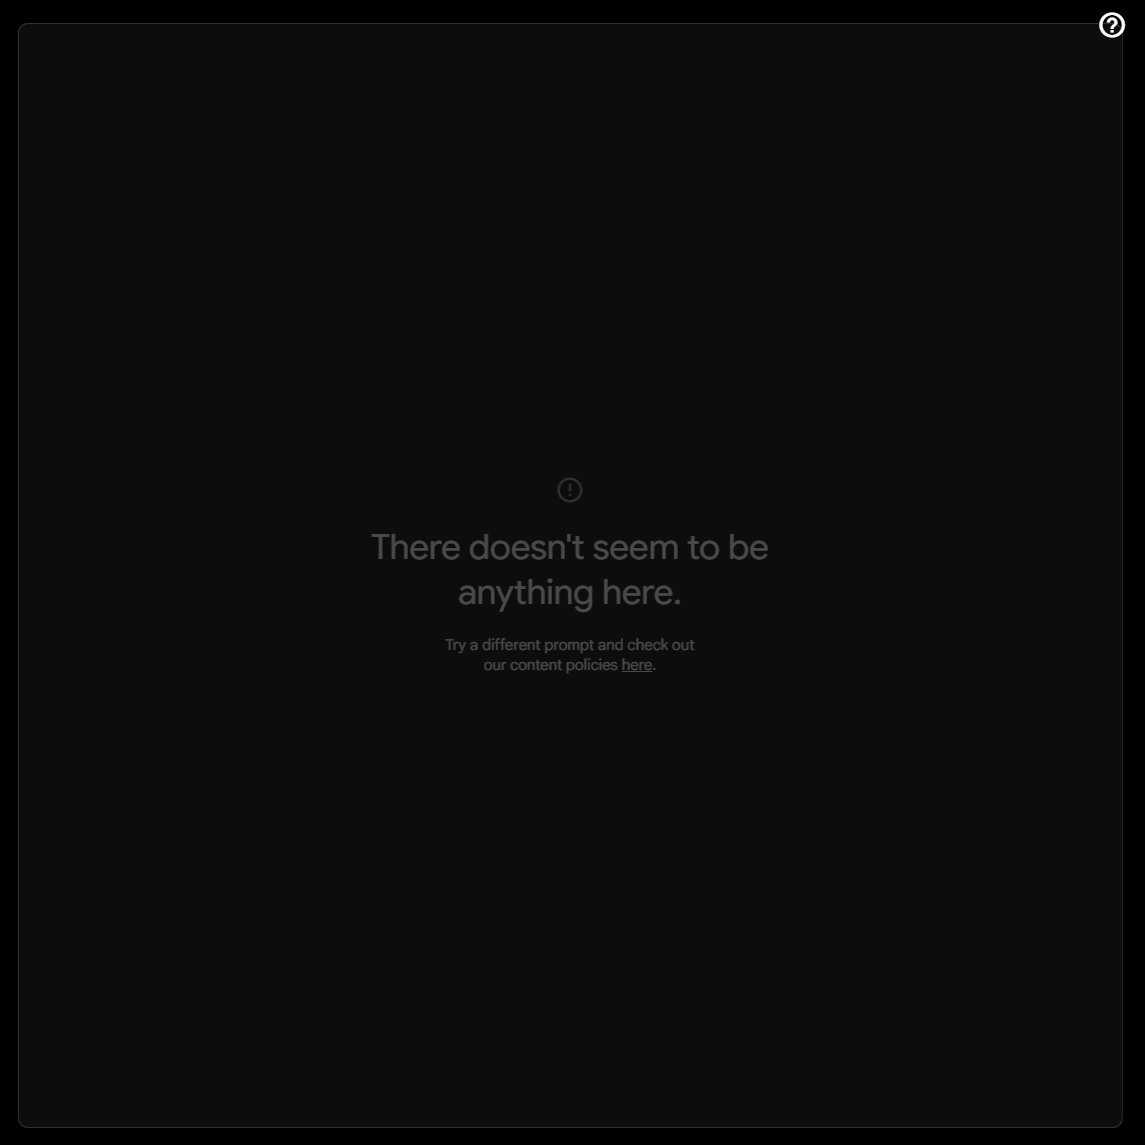 There doesn't seem to be
anything here.
Try a different prompt and check out
our content policies here.